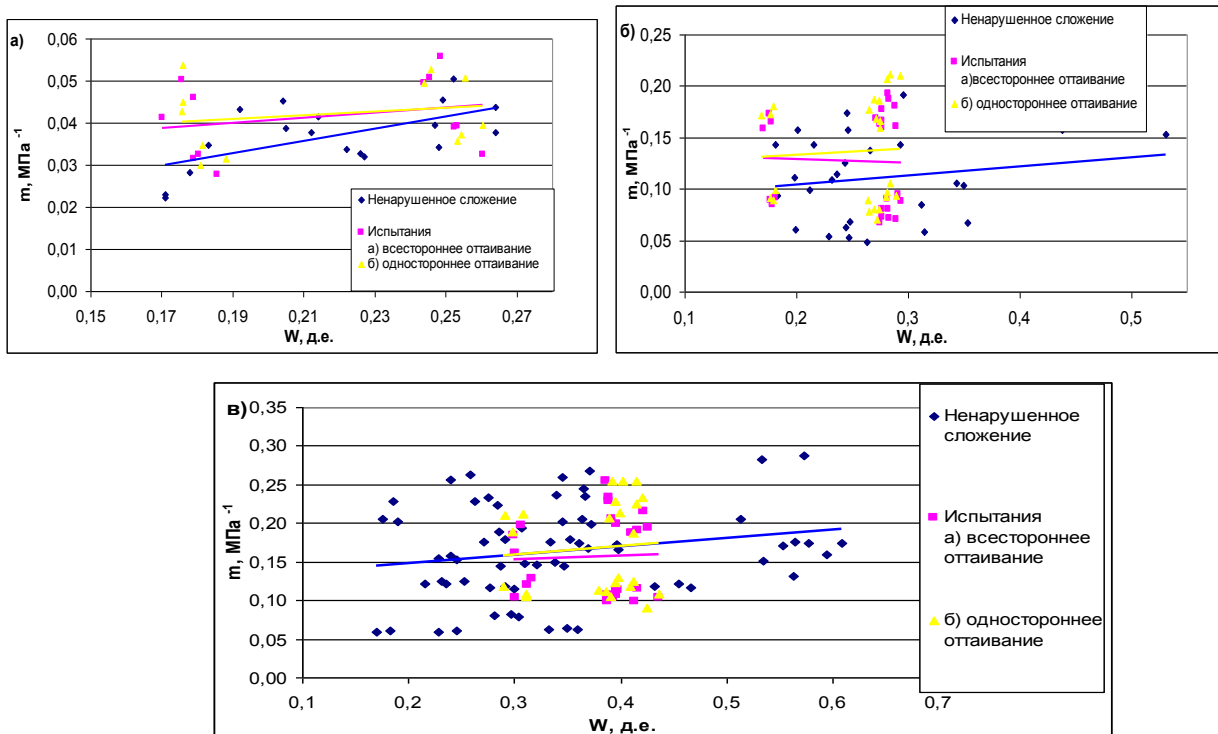 а)
m, МПа -1
0,06
0,05
0,04
0,03
0,02
0,01
0,00
0,15
0,17
0,19
0,21
0,23
0,25
0,27
W, д.е.
Ненарушенное сложение
Испытания
а) всестороннее оттаивание
б) одностороннее оттаивание
б)
m, МПа -1
0,25
0,20
0,15
0,10
0,05
0,00
0,1
0,2
0,3
0,4
0,5
W, д.е.
Ненарушенное сложение
Испытания
а)всестороннее оттаивание
б) одностороннее оттаивание
в)
m, МПа -1
0,35
0,30
0,25
0,20
0,15
0,10
0,05
0,00
0,1
0,2
0,3
0,4
0,5
0,6
0,7
W, д.е.
Ненарушенное
сложение
Испытания
а) всестороннее
оттаивание
б) одностороннее
оттаивание